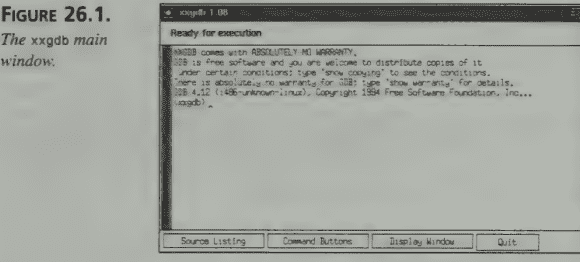 FIGURE 26.1.
The xxgdb main
window.
xxgdb 1.08
Ready for execution
XXGDB comes with ABSOLUTELY NO WARRANTY.
GDB is free software and you are welcome to distribute copies of it
under certain conditions; type "show copying" to see the conditions.
There is absolutely no warranty for GDB; type "show warranty" for details.
GDB 4.12 (i486-unknown-linux), Copyright 1994 Free Software Foundation, Inc...
(xxgdb)
Source Listing
Command Buttons
Display Window
Quit